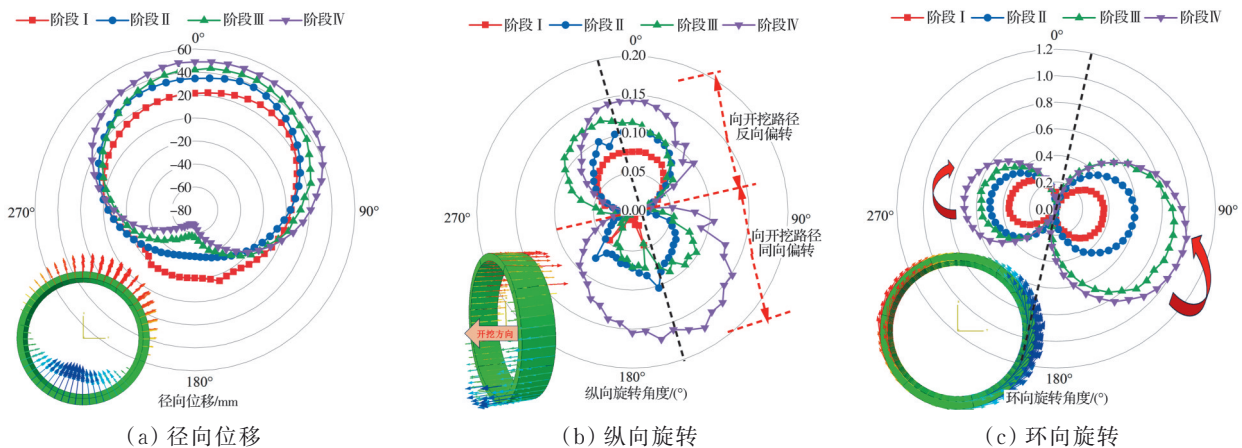 阶段Ⅰ 阶段Ⅱ 阶段Ⅲ 阶段Ⅳ
0°
60
40
20
0
−20
−40
−60
−80
270°
90°
180°
径向位移/mm
(a) 径向位移
阶段Ⅰ 阶段Ⅱ 阶段Ⅲ 阶段Ⅳ
0°
0.20
0.15
0.10
0.05
0.00
270°
90°
向开挖路径
反向偏转
向开挖路径
同向偏转
开挖方向
180°
纵向旋转角度/(°)
(b) 纵向旋转
阶段Ⅰ 阶段Ⅱ 阶段Ⅲ 阶段Ⅳ
0°
1.2
1.0
0.8
0.6
0.4
0.2
0.0
270°
90°
180°
环向旋转角度/(°)
(c) 环向旋转